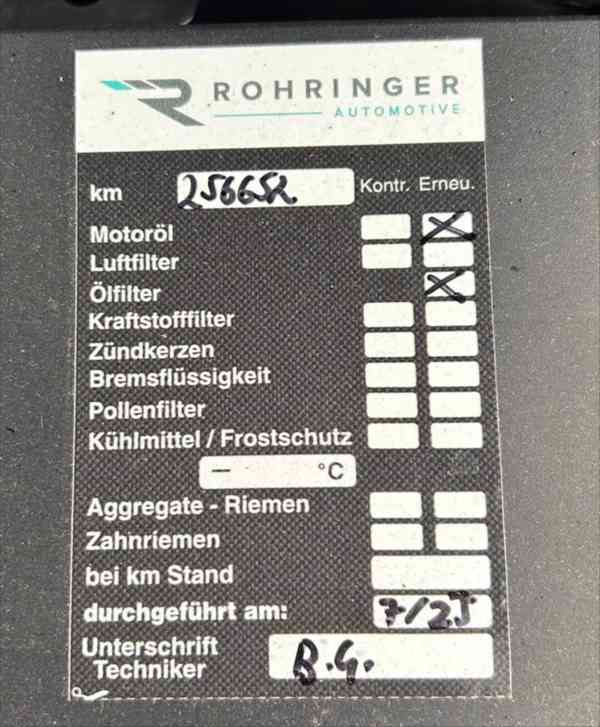 ROHRINGER
AUTOMOTIVE
km 256652 Kontr. Erneu.
Motoröl X
Luftfilter
Ölfilter X
Kraftstofffilter
Zündkerzen
Bremsflüssigkeit
Pollenfilter
Kühlmittel / Frostschutz
– °C
Aggregate - Riemen
Zahnriemen
bei km Stand
durchgeführt am: 7/25
Unterschrift B.G.
Techniker